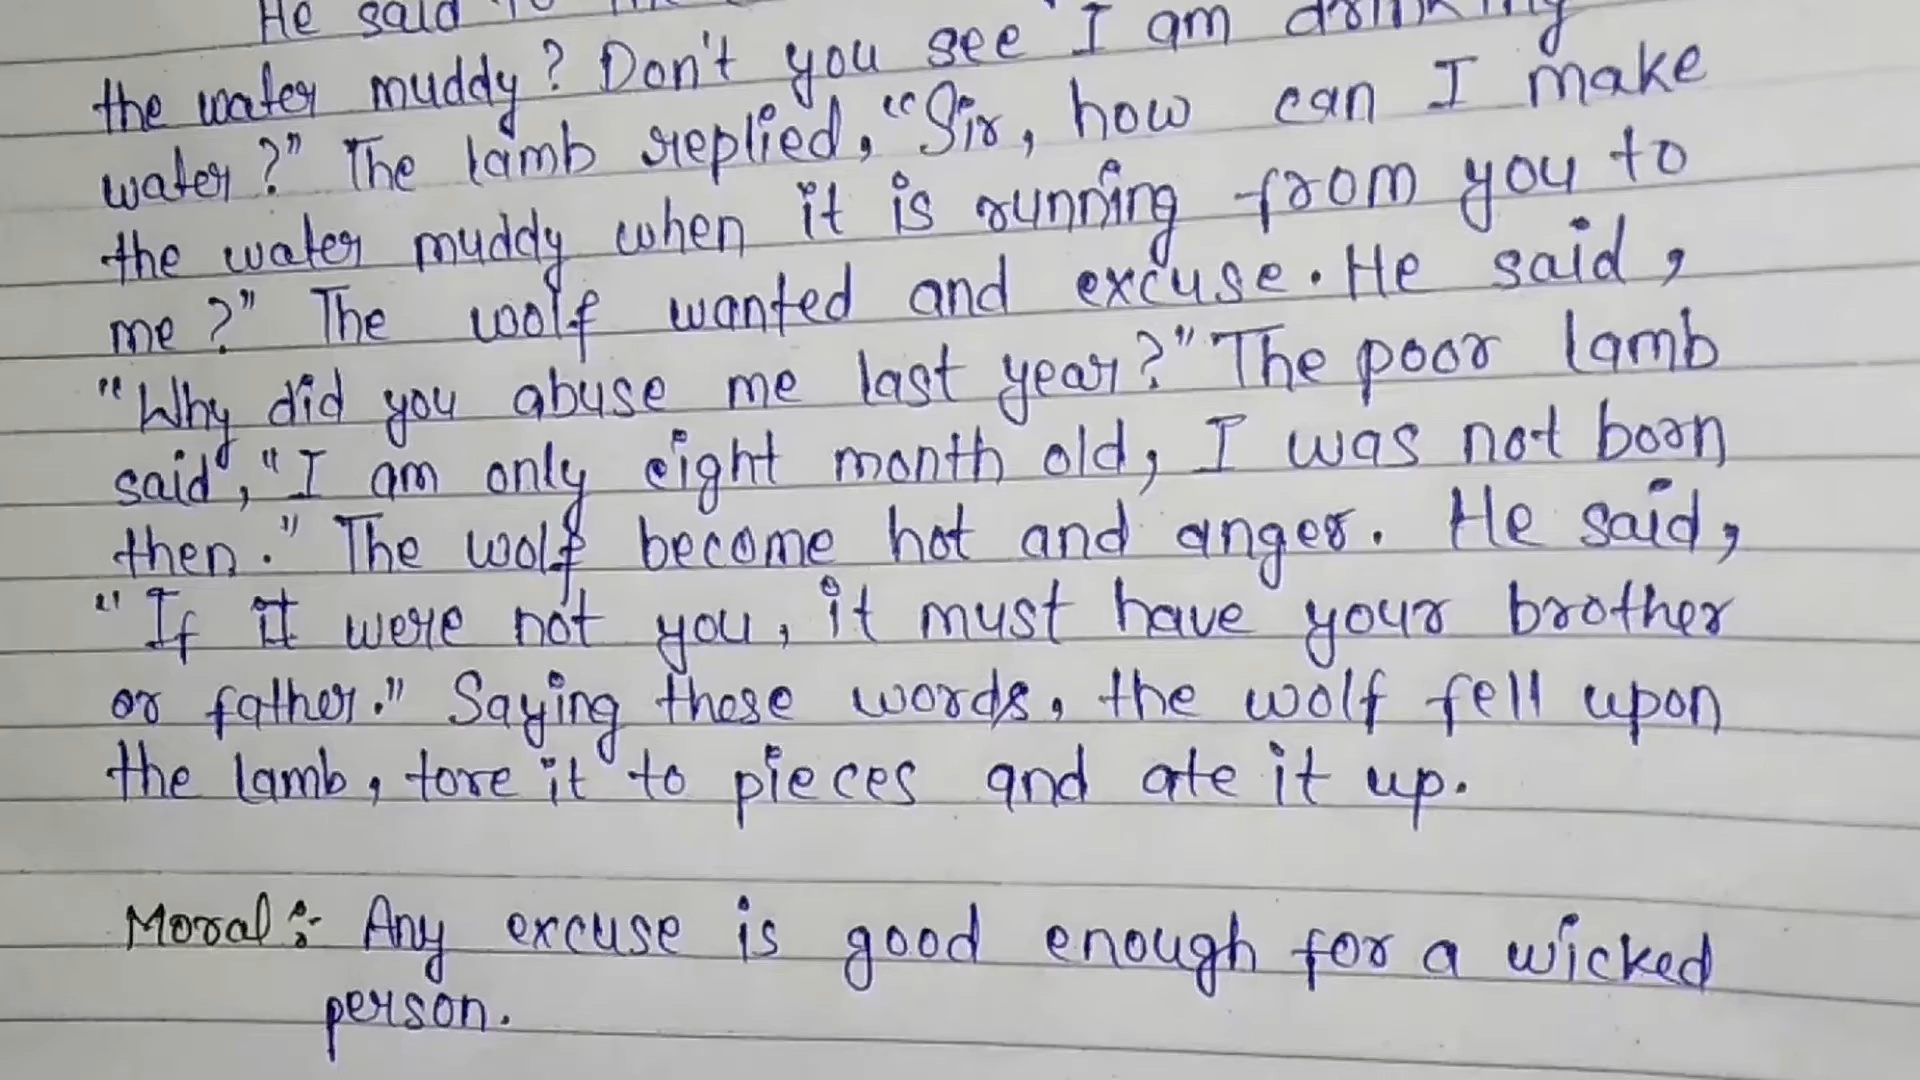 He said to
the water muddy? Don't you see I am drinking
water?" The lamb replied, "Sir, how can I make
the water muddy when it is running from you to
me?" The woolf wanted and excuse. He said,
"Why did you abuse me last year?" The poor lamb
said, "I am only eight month old, I was not born
then." The wolf become hot and anger. He said,
"If it were not you, it must have your brother
or father." Saying these words, the wolf fell upon
the lamb, tore it to pieces and ate it up.
Moral:- Any excuse is good enough for a wicked
person.